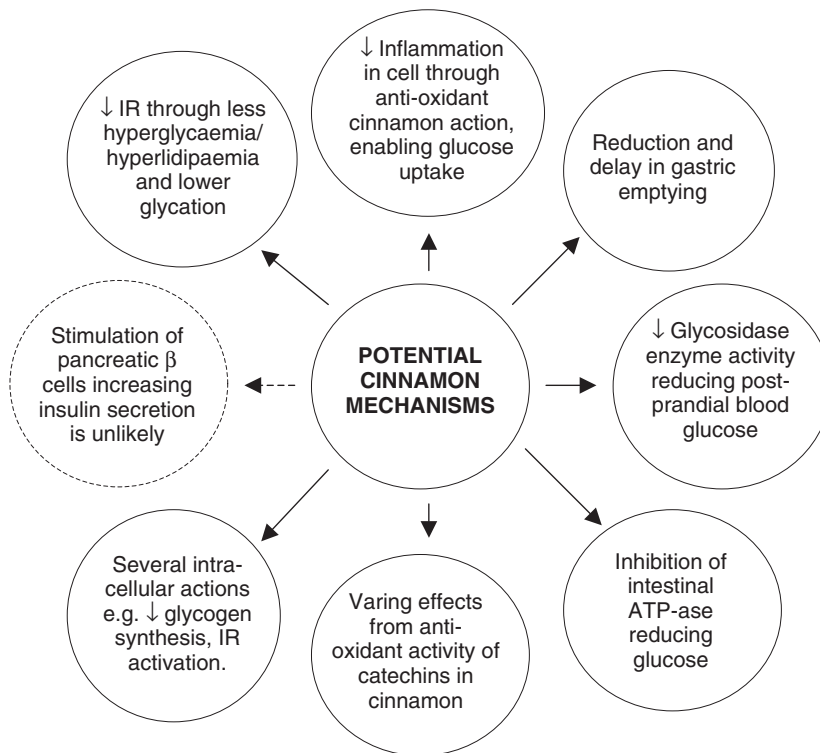 ↓ Inflammation
in cell through
anti-oxidant
cinnamon action,
enabling glucose
uptake
↓ IR through less
hyperglycaemia/
hyperlipidaemia
and lower
glycation
Reduction and
delay in gastric
emptying
Stimulation of
pancreatic β
cells increasing
insulin secretion
is unlikely
POTENTIAL
CINNAMON
MECHANISMS
↓ Glycosidase
enzyme activity
reducing post-
prandial blood
glucose
Several intra-
cellular actions
e.g. ↓ glycogen
synthesis, IR
activation.
Varing effects
from anti-
oxidant activity of
catechins in
cinnamon
Inhibition of
intestinal
ATP-ase
reducing
glucose